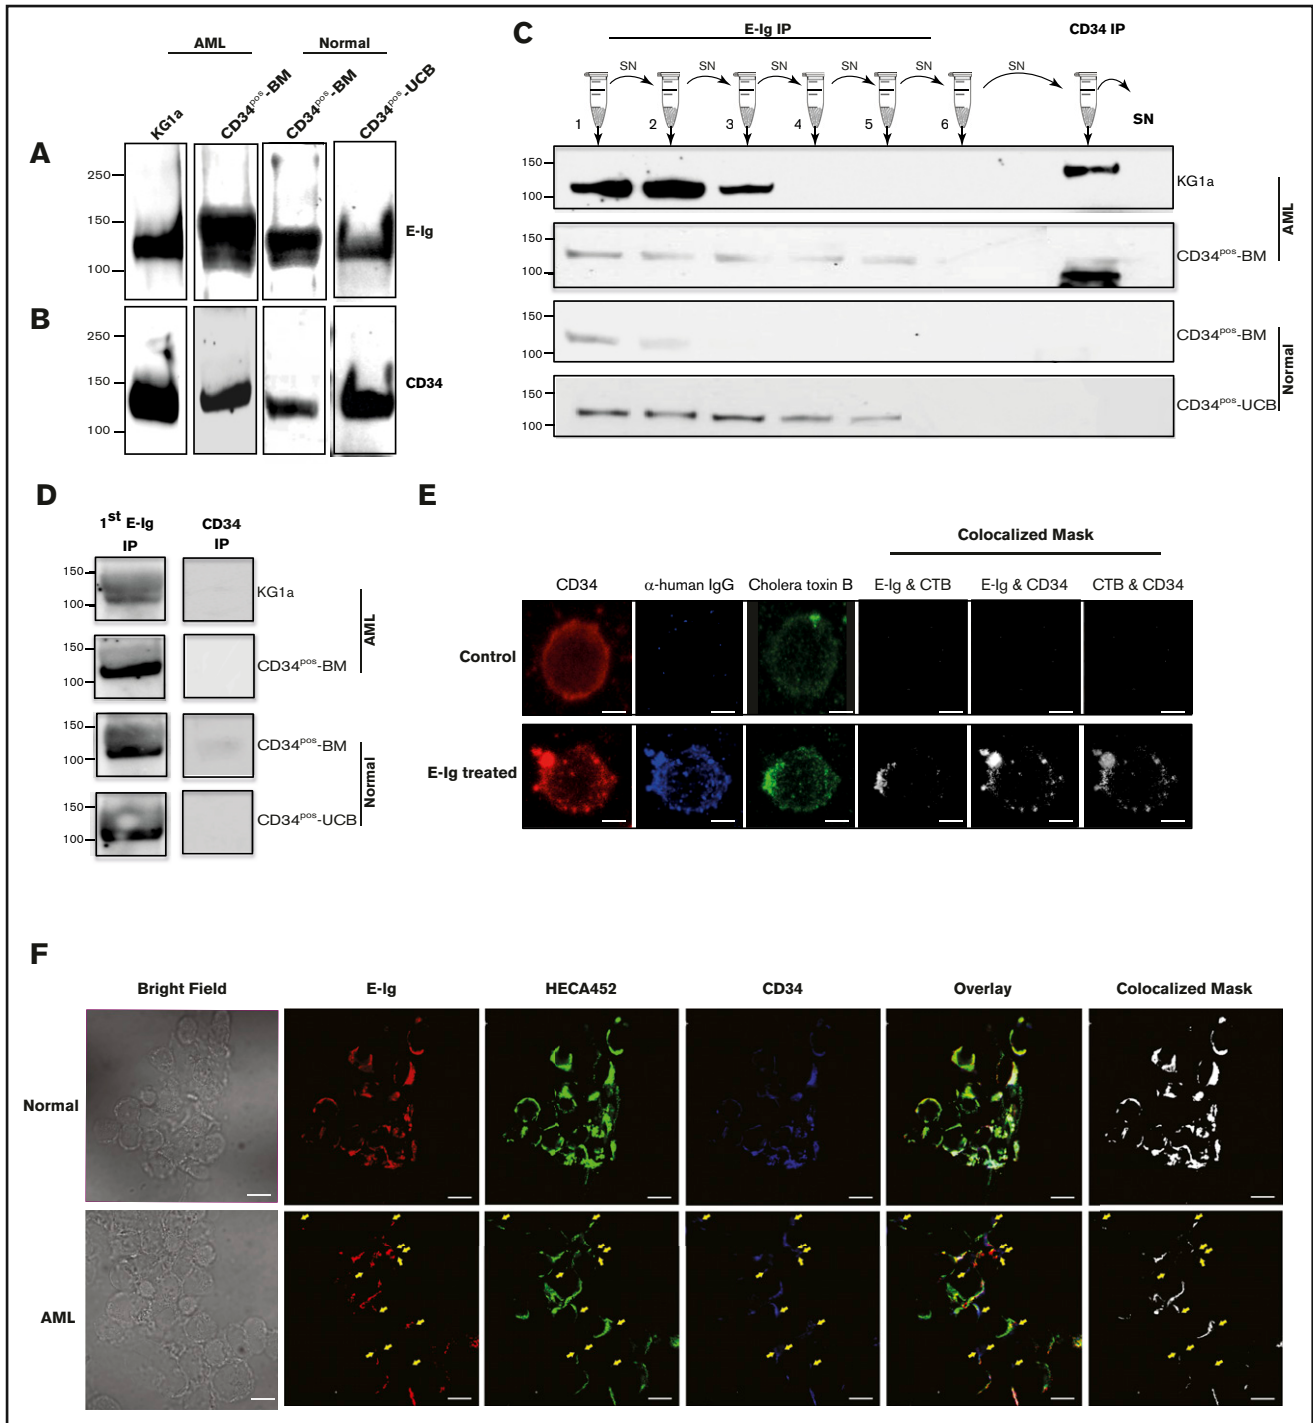 A
AML
Normal
KG1a
CD34pos-BM
CD34pos-BM
CD34pos-UCB
250
150
100
E-Ig
B
250
150
100
CD34
C
E-Ig IP
CD34 IP
SN SN SN SN SN SN
1 2 3 4 5 6
SN
150
100
KG1a
150
100
CD34pos-BM
AML
150
100
CD34pos-BM
150
100
CD34pos-UCB
Normal
D
1st E-Ig
IP
CD34
IP
150
100
KG1a
150
100
CD34pos-BM
AML
150
100
CD34pos-BM
150
100
CD34pos-UCB
Normal
E
Colocalized Mask
CD34 α-human IgG Cholera toxin B E-Ig & CTB E-Ig & CD34 CTB & CD34
Control
E-Ig treated
F
Bright Field E-Ig HECA452 CD34 Overlay Colocalized Mask
Normal
AML